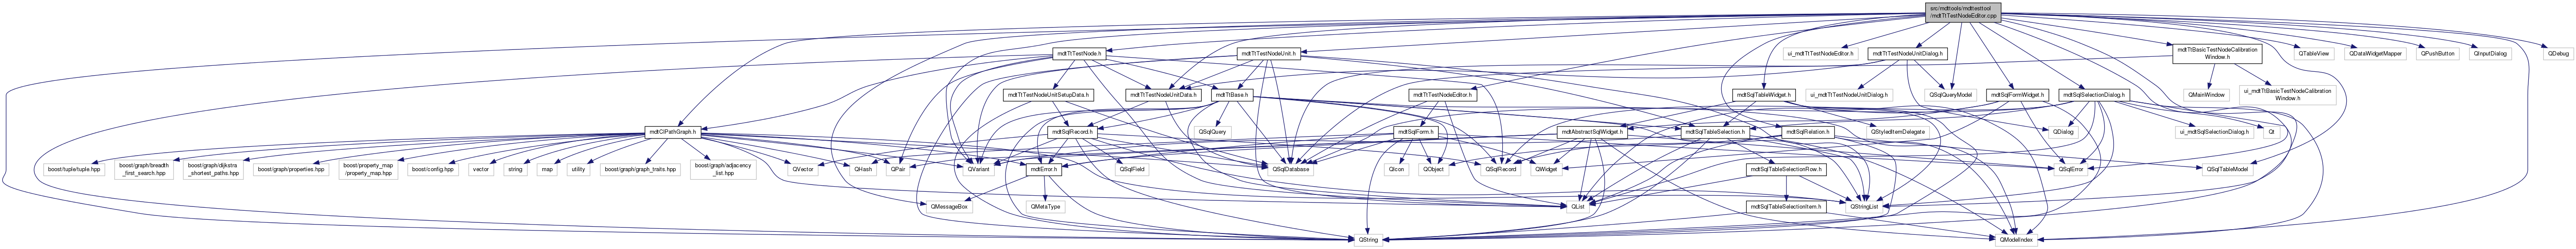 src/mdttools/mdttesttool
/mdtTtTestNodeEditor.cpp
mdtTtTestNode.h
mdtTtTestNodeUnit.h
ui_mdtTtTestNodeEditor.h
mdtTtTestNodeUnitDialog.h
mdtTtBasicTestNodeCalibration
Window.h
QTableView
QDataWidgetMapper
QPushButton
QInputDialog
QDebug
mdtTtTestNodeUnitSetupData.h
mdtTtTestNodeUnitData.h
mdtTtBase.h
mdtTtTestNodeEditor.h
mdtSqlTableWidget.h
ui_mdtTtTestNodeUnitDialog.h
QSqlQueryModel
mdtSqlFormWidget.h
mdtSqlSelectionDialog.h
QMainWindow
ui_mdtTtBasicTestNodeCalibration
Window.h
mdtClPathGraph.h
mdtSqlRecord.h
QSqlQuery
mdtSqlForm.h
mdtAbstractSqlWidget.h
mdtSqlTableSelection.h
mdtSqlRelation.h
QStyledItemDelegate
QDialog
ui_mdtSqlSelectionDialog.h
Qt
boost/tuple/tuple.hpp
boost/graph/breadth
_first_search.hpp
boost/graph/dijkstra
_shortest_paths.hpp
boost/graph/properties.hpp
boost/property_map
/property_map.hpp
boost/config.hpp
vector
string
map
utility
boost/graph/graph_traits.hpp
boost/graph/adjacency
_list.hpp
QVector
QHash
QPair
QVariant
mdtError.h
QSqlField
QSqlDatabase
QIcon
QObject
QSqlRecord
QWidget
mdtSqlTableSelectionRow.h
QSqlError
QSqlTableModel
QMessageBox
QMetaType
QList
mdtSqlTableSelectionItem.h
QStringList
QString
QModelIndex